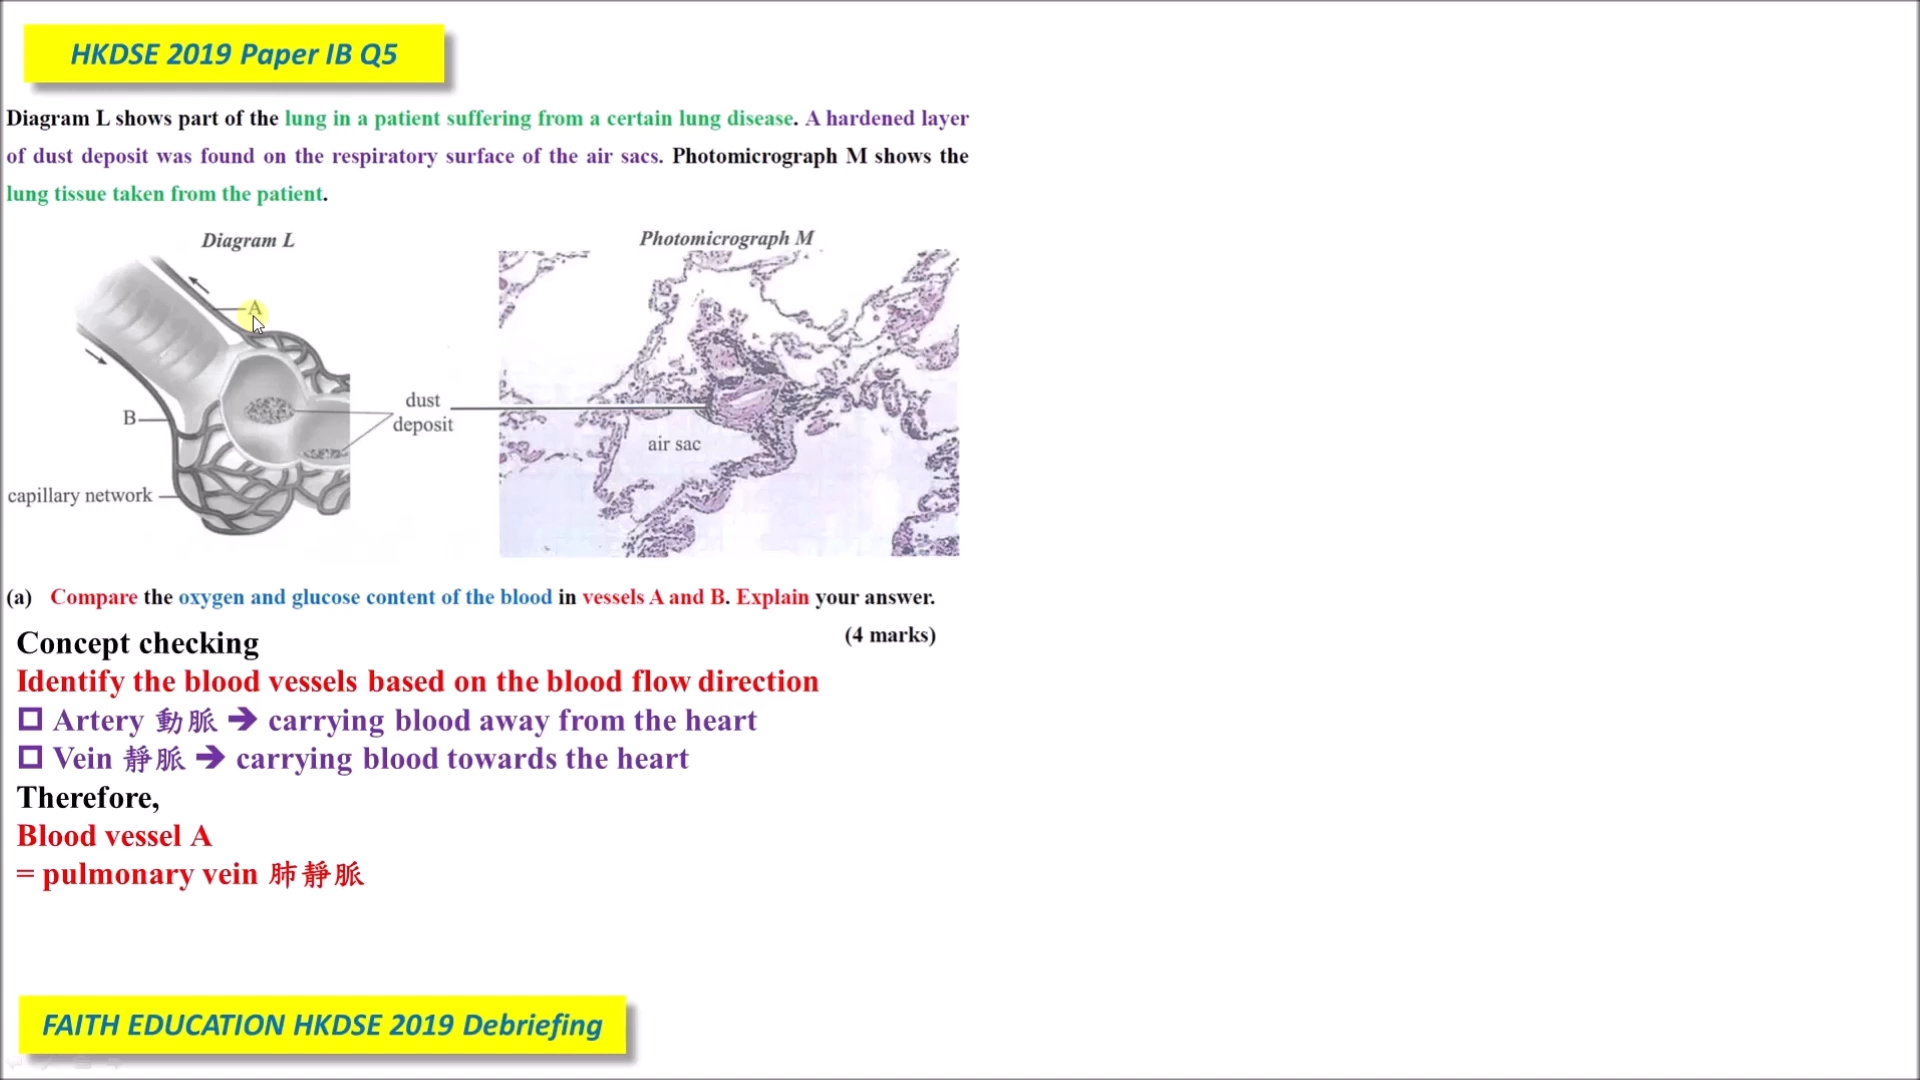 HKDSE 2019 Paper IB Q5
Diagram L shows part of the lung in a patient suffering from a certain lung disease. A hardened layer
of dust deposit was found on the respiratory surface of the air sacs. Photomicrograph M shows the
lung tissue taken from the patient.
Diagram L
Photomicrograph M
A
B
dust
deposit
air sac
capillary network
(a) Compare the oxygen and glucose content of the blood in vessels A and B. Explain your answer.
(4 marks)
Concept checking
Identify the blood vessels based on the blood flow direction
Artery 動脈 ➔ carrying blood away from the heart
Vein 靜脈 ➔ carrying blood towards the heart
Therefore,
Blood vessel A
= pulmonary vein 肺靜脈
FAITH EDUCATION HKDSE 2019 Debriefing